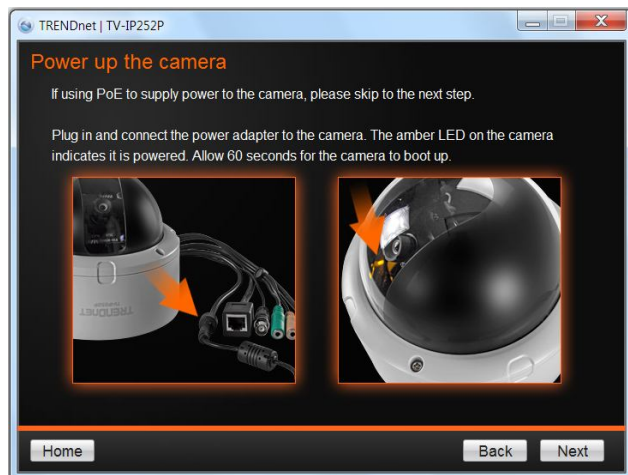 TRENDnet | TV-IP252P
Power up the camera
If using PoE to supply power to the camera, please skip to the next step.
Plug in and connect the power adapter to the camera. The amber LED on the camera
indicates it is powered. Allow 60 seconds for the camera to boot up.
TRENDnet
Home
Back
Next